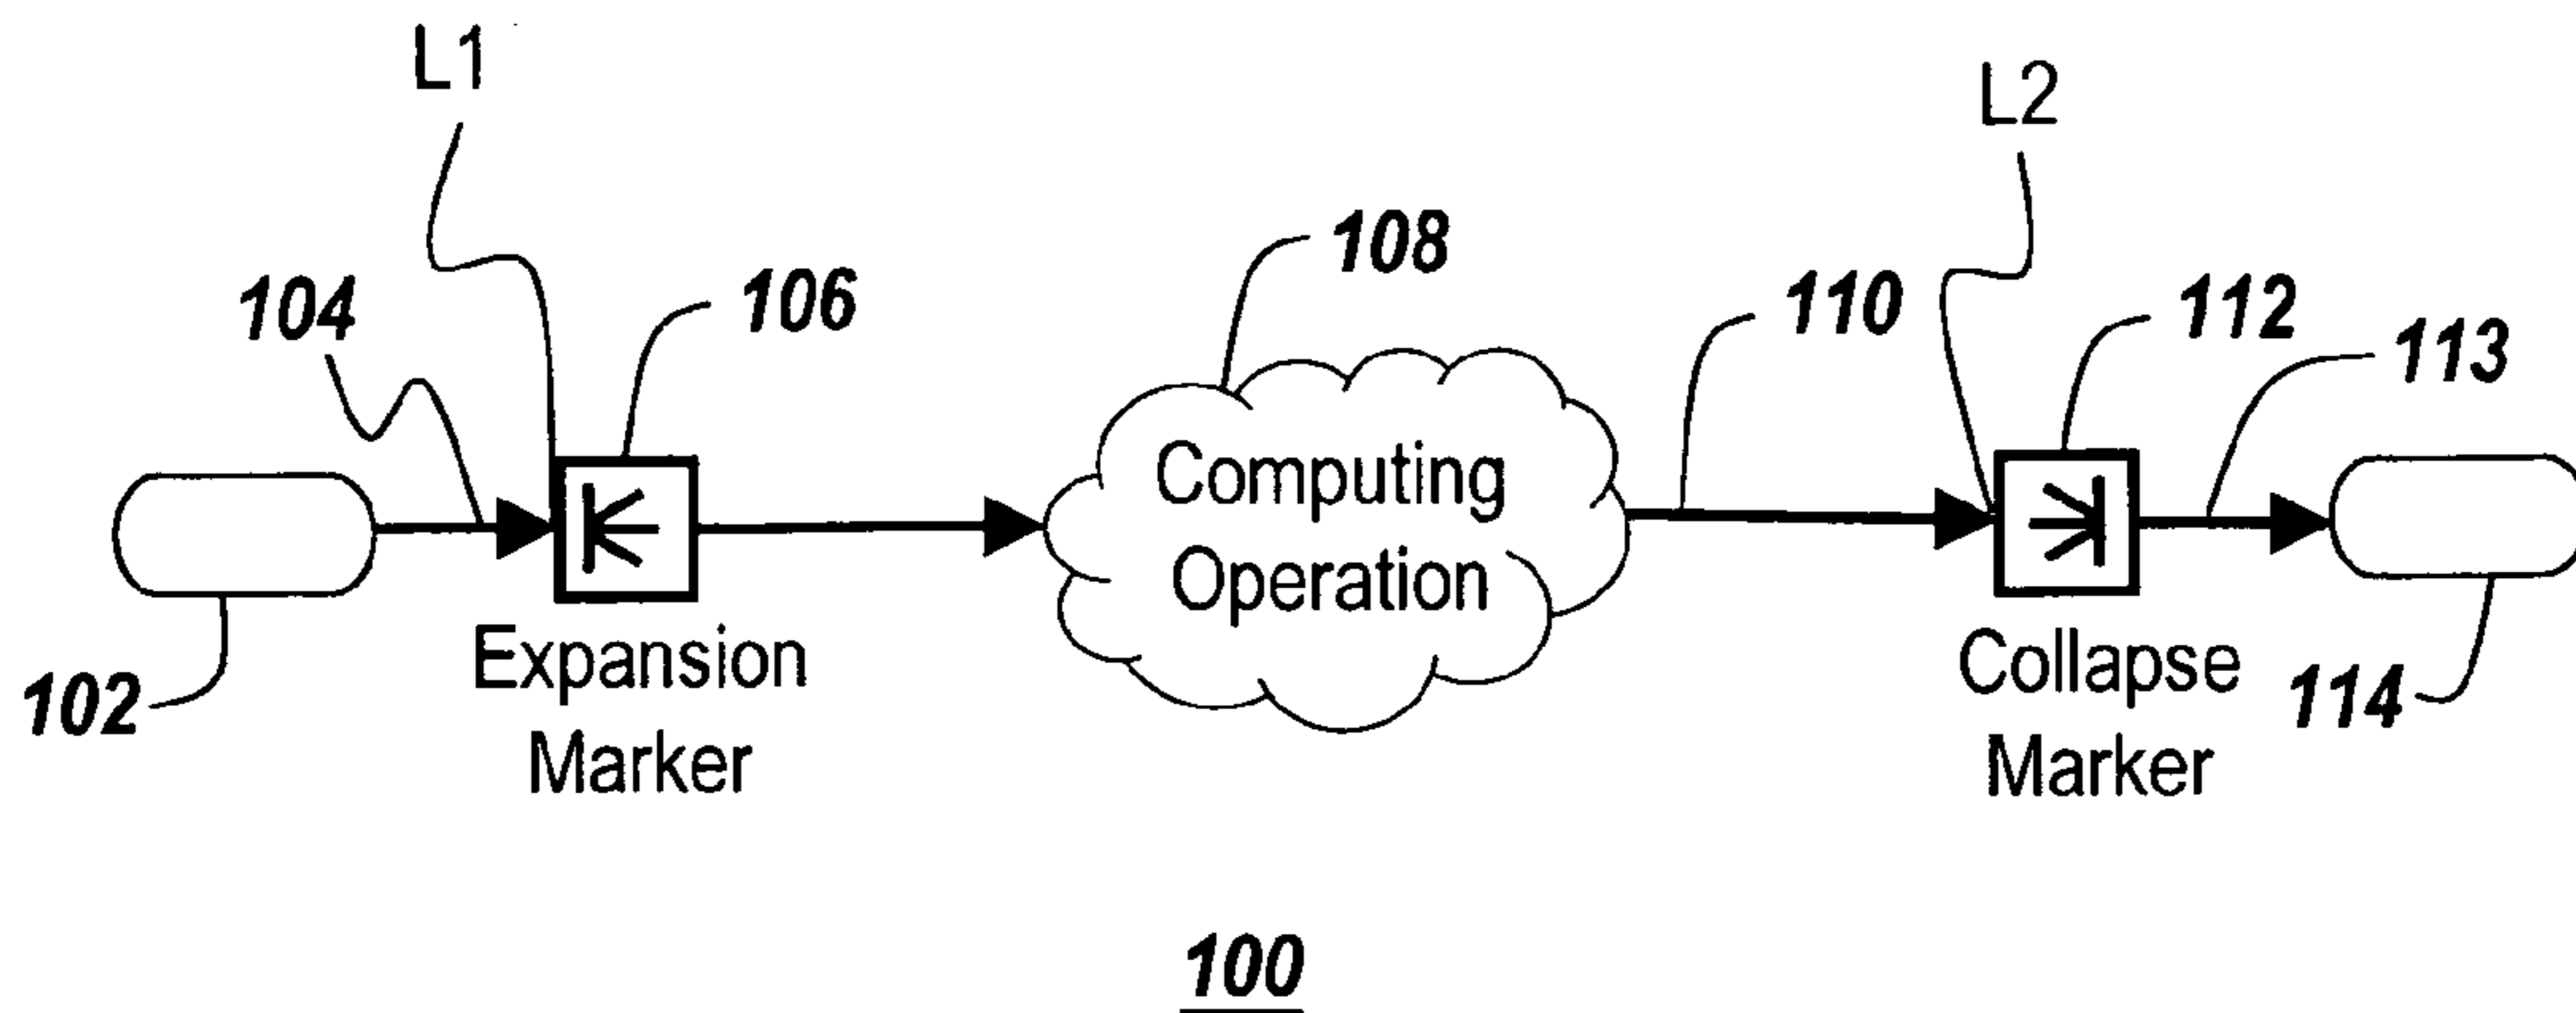 L1
L2
108
104
106
110
112
113
Computing
Operation
102
Expansion
Marker
Collapse
Marker
114
100